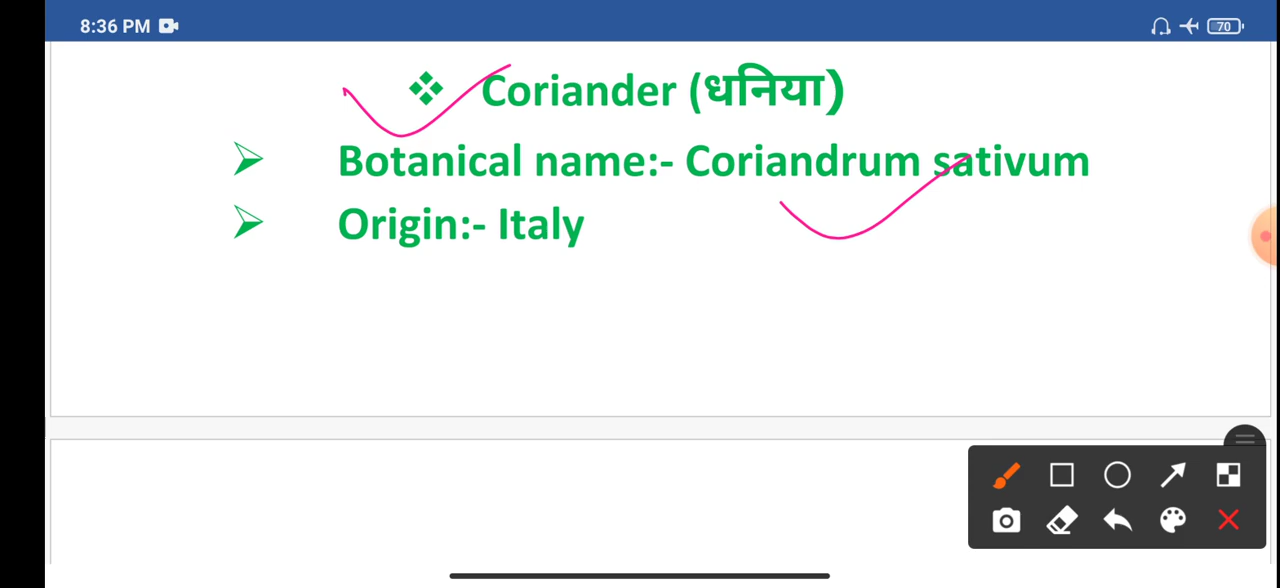 8:36 PM 70
❖ Coriander (धनिया)
➢ Botanical name:- Coriandrum sativum
➢ Origin:- Italy